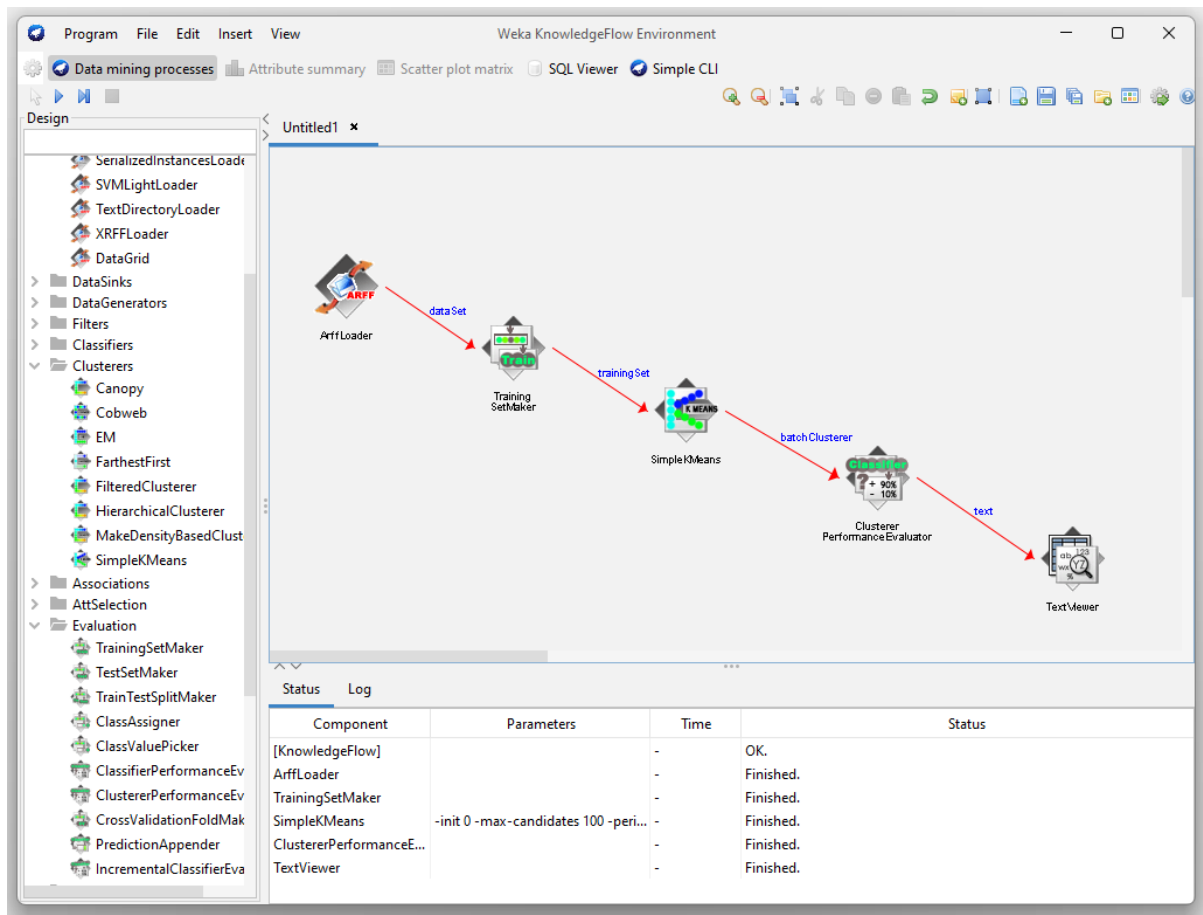 Program File Edit Insert View Weka KnowledgeFlow Environment
Data mining processes Attribute summary Scatter plot matrix SQL Viewer Simple CLI
Design
Untitled1
SerializedInstancesLoade
SVMLightLoader
TextDirectoryLoader
XRFFLoader
DataGrid
DataSinks
DataGenerators
Filters
Classifiers
Clusterers
Canopy
Cobweb
EM
FarthestFirst
FilteredClusterer
HierarchicalClusterer
MakeDensityBasedClust
SimpleKMeans
Associations
AttSelection
Evaluation
TrainingSetMaker
TestSetMaker
TrainTestSplitMaker
ClassAssigner
ClassValuePicker
ClassifierPerformanceEv
ClustererPerformanceEv
CrossValidationFoldMak
PredictionAppender
IncrementalClassifierEva
ARFF
ArffLoader
dataSet
Train
Training
SetMaker
trainingSet
K MEANS
SimpleKMeans
batchClusterer
Classifier
? + 90%
- 10%
Clusterer
PerformanceEvaluator
text
ab 123
wx YZ
%
TextViewer
Status Log
Component Parameters Time Status
[KnowledgeFlow] - OK.
ArffLoader - Finished.
TrainingSetMaker - Finished.
SimpleKMeans -init 0 -max-candidates 100 -peri... - Finished.
ClustererPerformanceE... - Finished.
TextViewer - Finished.